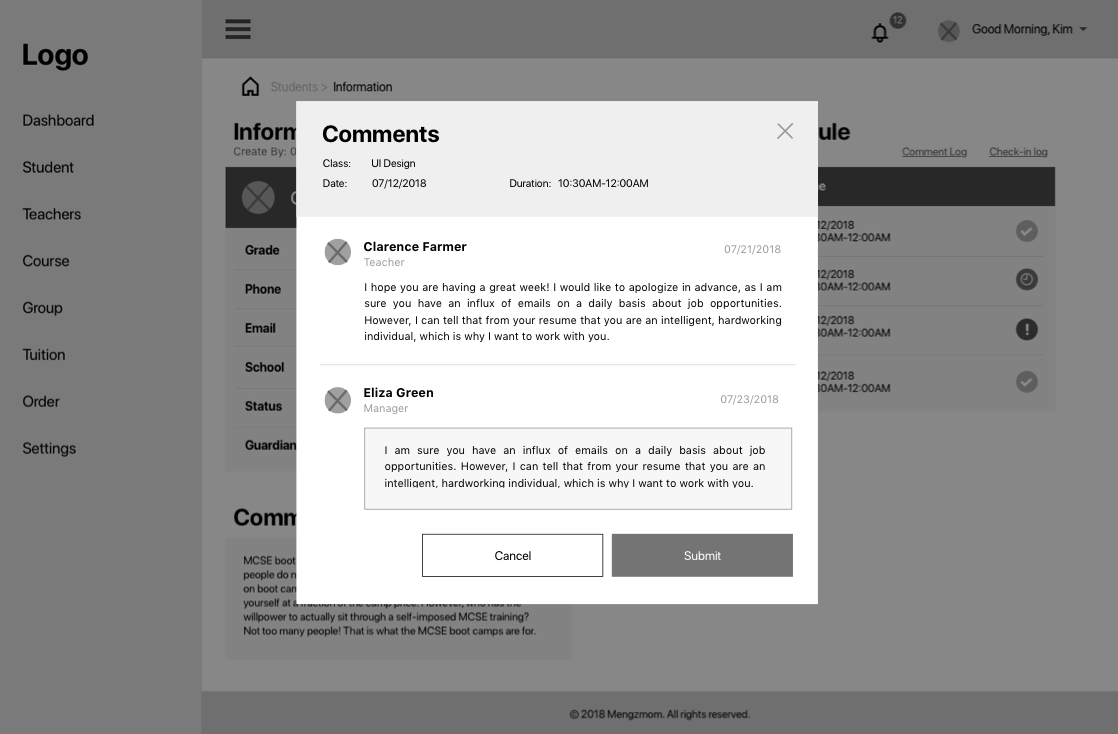 Logo
Dashboard
Student
Teachers
Course
Group
Tuition
Order
Settings
12
Good Morning, Kim
Students > Information
Create By:
Comment Log
Check-in log
Grade
Phone
Email
School
Status
Guardian
12/2018
30AM-12:00AM
12/2018
30AM-12:00AM
12/2018
30AM-12:00AM
12/2018
30AM-12:00AM
Comments
Class: UI Design
Date: 07/12/2018 Duration: 10:30AM-12:00AM
Clarence Farmer
07/21/2018
Teacher
I hope you are having a great week! I would like to apologize in advance, as I am
sure you have an influx of emails on a daily basis about job opportunities.
However, I can tell that from your resume that you are an intelligent, hardworking
individual, which is why I want to work with you.
Eliza Green
07/23/2018
Manager
I am sure you have an influx of emails on a daily basis about job
opportunities. However, I can tell that from your resume that you are an
intelligent, hardworking individual, which is why I want to work with you.
Cancel
Submit
MCSE boot
people do n
on boot can
yourself at a fraction of the camp price. However, who has the
willpower to actually sit through a self-imposed MCSE training?
Not too many people! That is what the MCSE boot camps are for.
© 2018 Mengzmom. All rights reserved.